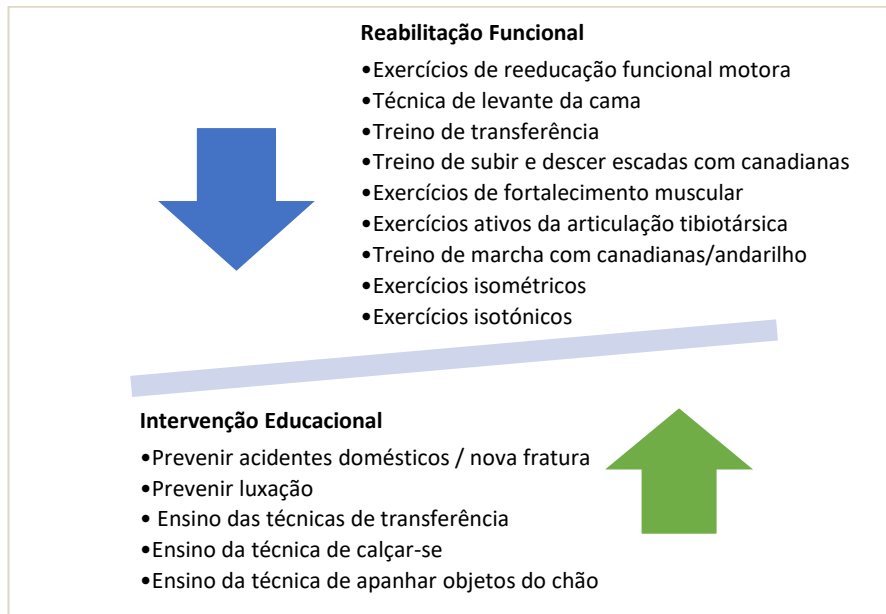 Reabilitação Funcional
•Exercícios de reeducação funcional motora
•Técnica de levante da cama
•Treino de transferência
•Treino de subir e descer escadas com canadianas
•Exercícios de fortalecimento muscular
•Exercícios ativos da articulação tibiotársica
•Treino de marcha com canadianas/andarilho
•Exercícios isométricos
•Exercícios isotónicos
Intervenção Educacional
•Prevenir acidentes domésticos / nova fratura
•Prevenir luxação
• Ensino das técnicas de transferência
•Ensino da técnica de calçar-se
•Ensino da técnica de apanhar objetos do chão